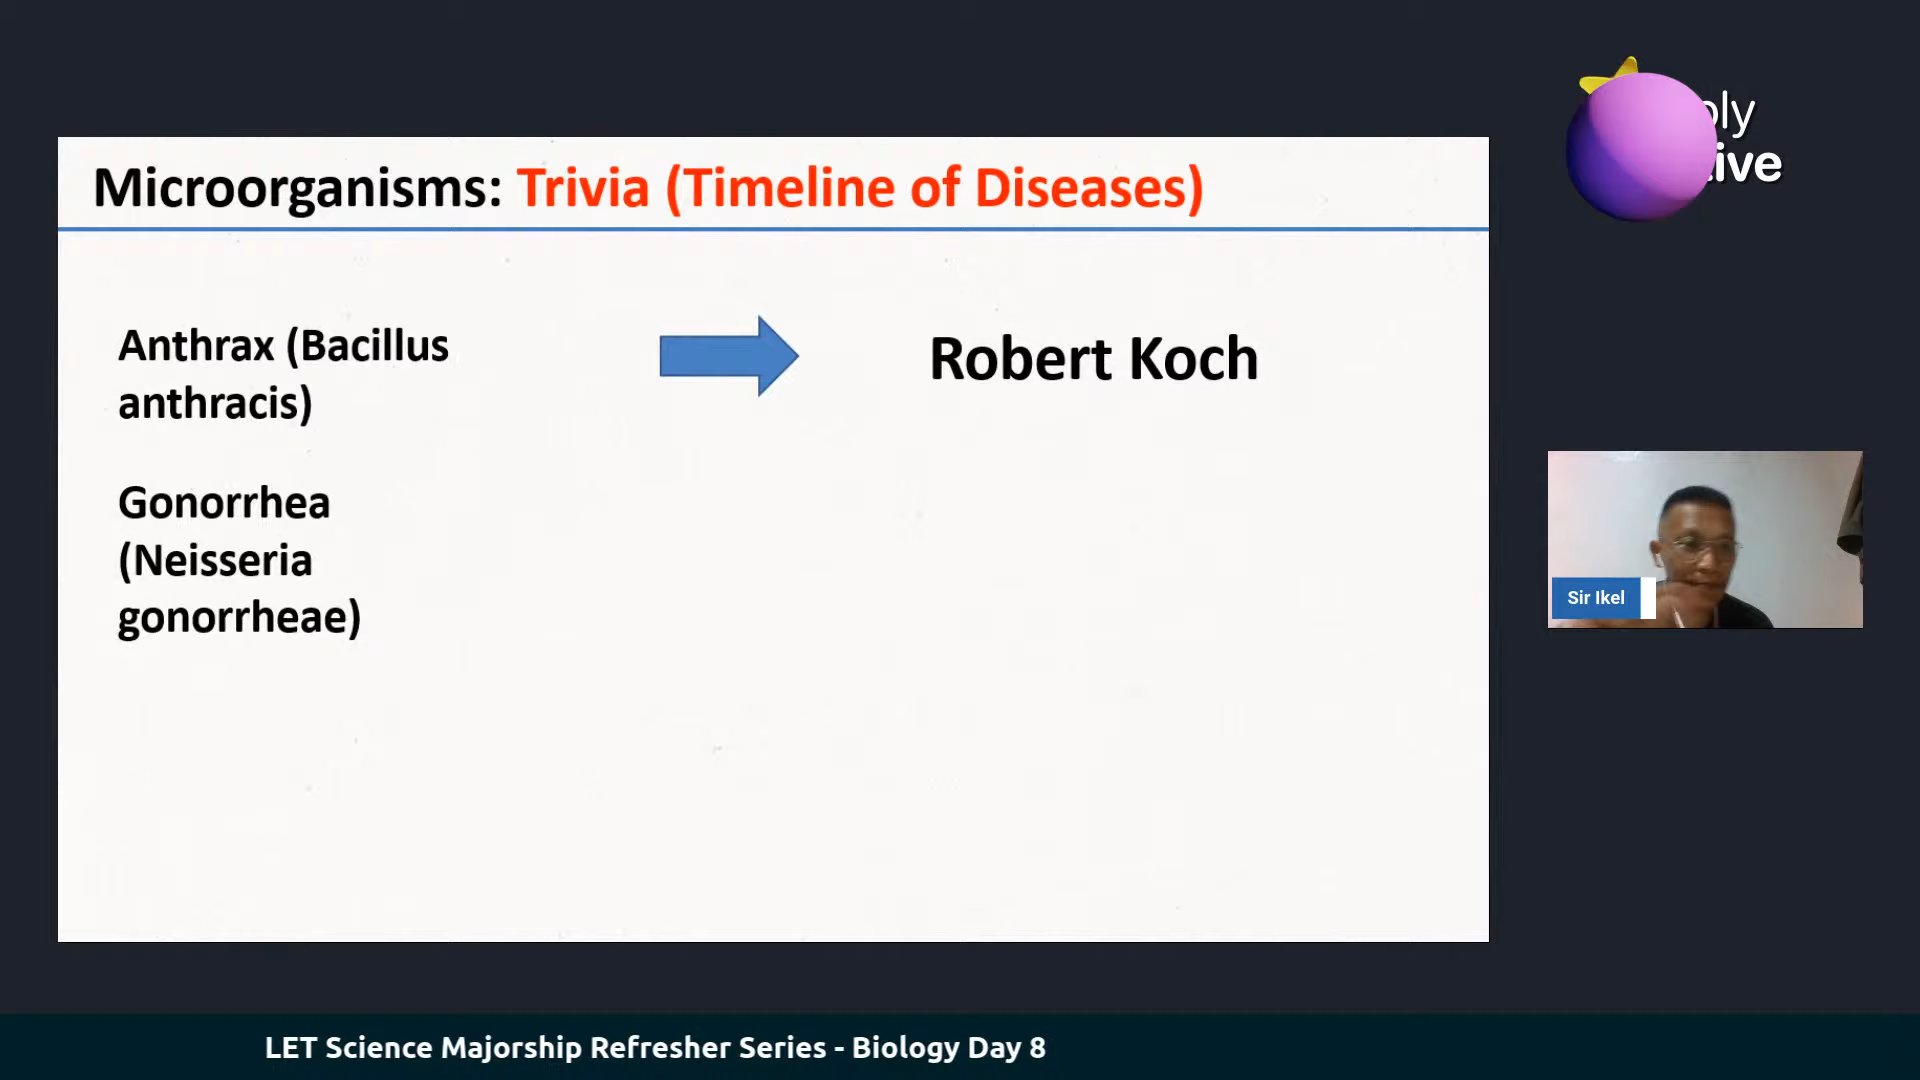 Microorganisms: Trivia (Timeline of Diseases)
Anthrax (Bacillus
anthracis)
Robert Koch
Gonorrhea
(Neisseria
gonorrheae)
Sir Ikel
LET Science Majorship Refresher Series - Biology Day 8